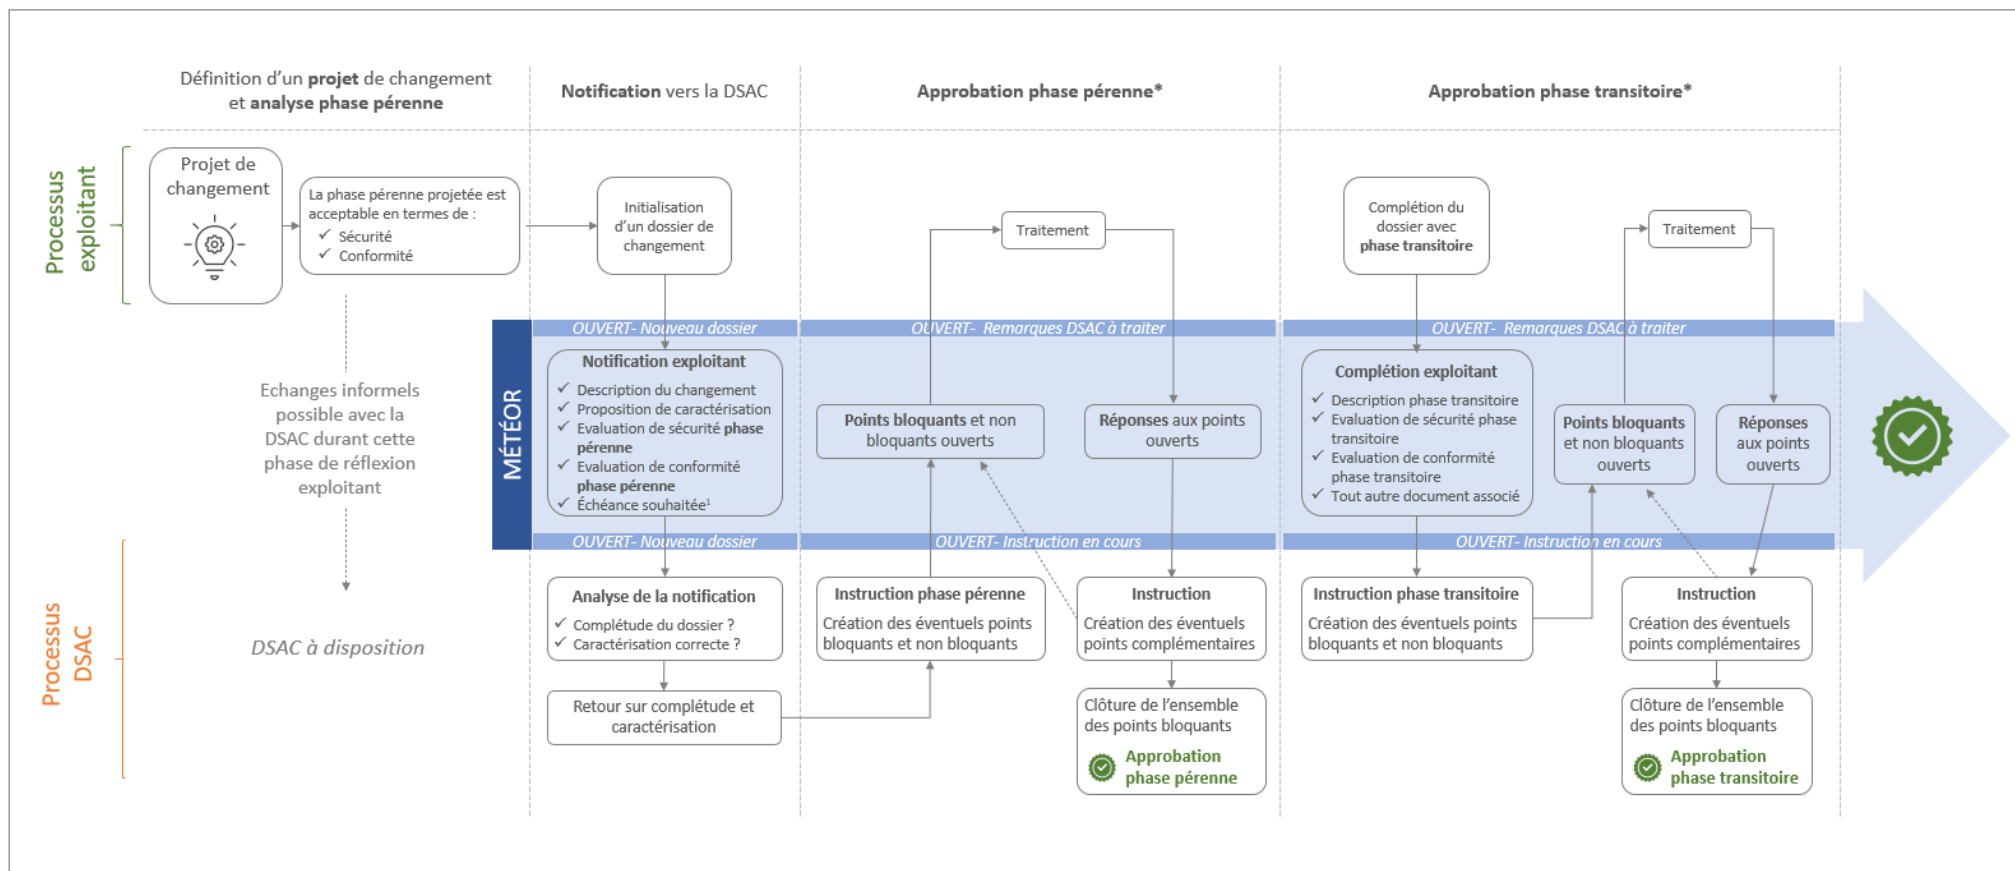 Définition d'un projet de changement
et analyse phase pérenne
Notification vers la DSAC
Approbation phase pérenne*
Approbation phase transitoire*
Processus
exploitant
Projet de
changement
La phase pérenne projetée est
acceptable en termes de :
✓ Sécurité
✓ Conformité
Initialisation
d'un dossier de
changement
Traitement
Complétion du
dossier avec
phase transitoire
Traitement
Echanges informels
possible avec la
DSAC durant cette
phase de réflexion
exploitant
MÉTÉOR
OUVERT- Nouveau dossier
OUVERT- Remarques DSAC à traiter
OUVERT- Remarques DSAC à traiter
Notification exploitant
✓ Description du changement
✓ Proposition de caractérisation
✓ Evaluation de sécurité phase
pérenne
✓ Evaluation de conformité
phase pérenne
✓ Échéance souhaitée¹
Points bloquants et non
bloquants ouverts
Réponses aux points
ouverts
Complétion exploitant
✓ Description phase transitoire
✓ Evaluation de sécurité phase
transitoire
✓ Evaluation de conformité
phase transitoire
✓ Tout autre document associé
Points bloquants
et non bloquants
ouverts
Réponses
aux points
ouverts
OUVERT- Nouveau dossier
OUVERT- Instruction en cours
OUVERT- Instruction en cours
Processus
DSAC
DSAC à disposition
Analyse de la notification
✓ Complétude du dossier ?
✓ Caractérisation correcte ?
Retour sur complétude et
caractérisation
Instruction phase pérenne
Création des éventuels points
bloquants et non bloquants
Instruction
Création des éventuels
points complémentaires
Clôture de l'ensemble
des points bloquants
Approbation
phase pérenne
Instruction phase transitoire
Création des éventuels points
bloquants et non bloquants
Instruction
Création des éventuels
points complémentaires
Clôture de l'ensemble
des points bloquants
Approbation
phase transitoire